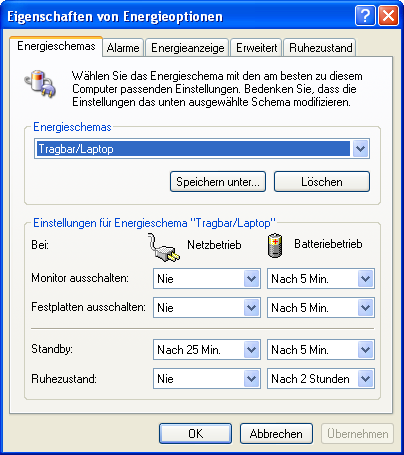 Eigenschaften von Energieoptionen
Energieschemas Alarme Energieanzeige Erweitert Ruhezustand
Wählen Sie das Energieschema mit den am besten zu diesem
Computer passenden Einstellungen. Bedenken Sie, dass die
Einstellungen das unten ausgewählte Schema modifizieren.
Energieschemas
Tragbar/Laptop
Speichern unter... Löschen
Einstellungen für Energieschema "Tragbar/Laptop"
Bei: Netzbetrieb Batteriebetrieb
Monitor ausschalten: Nie Nach 5 Min.
Festplatten ausschalten: Nie Nach 5 Min.
Standby: Nach 25 Min. Nach 5 Min.
Ruhezustand: Nie Nach 2 Stunden
OK Abbrechen Übernehmen